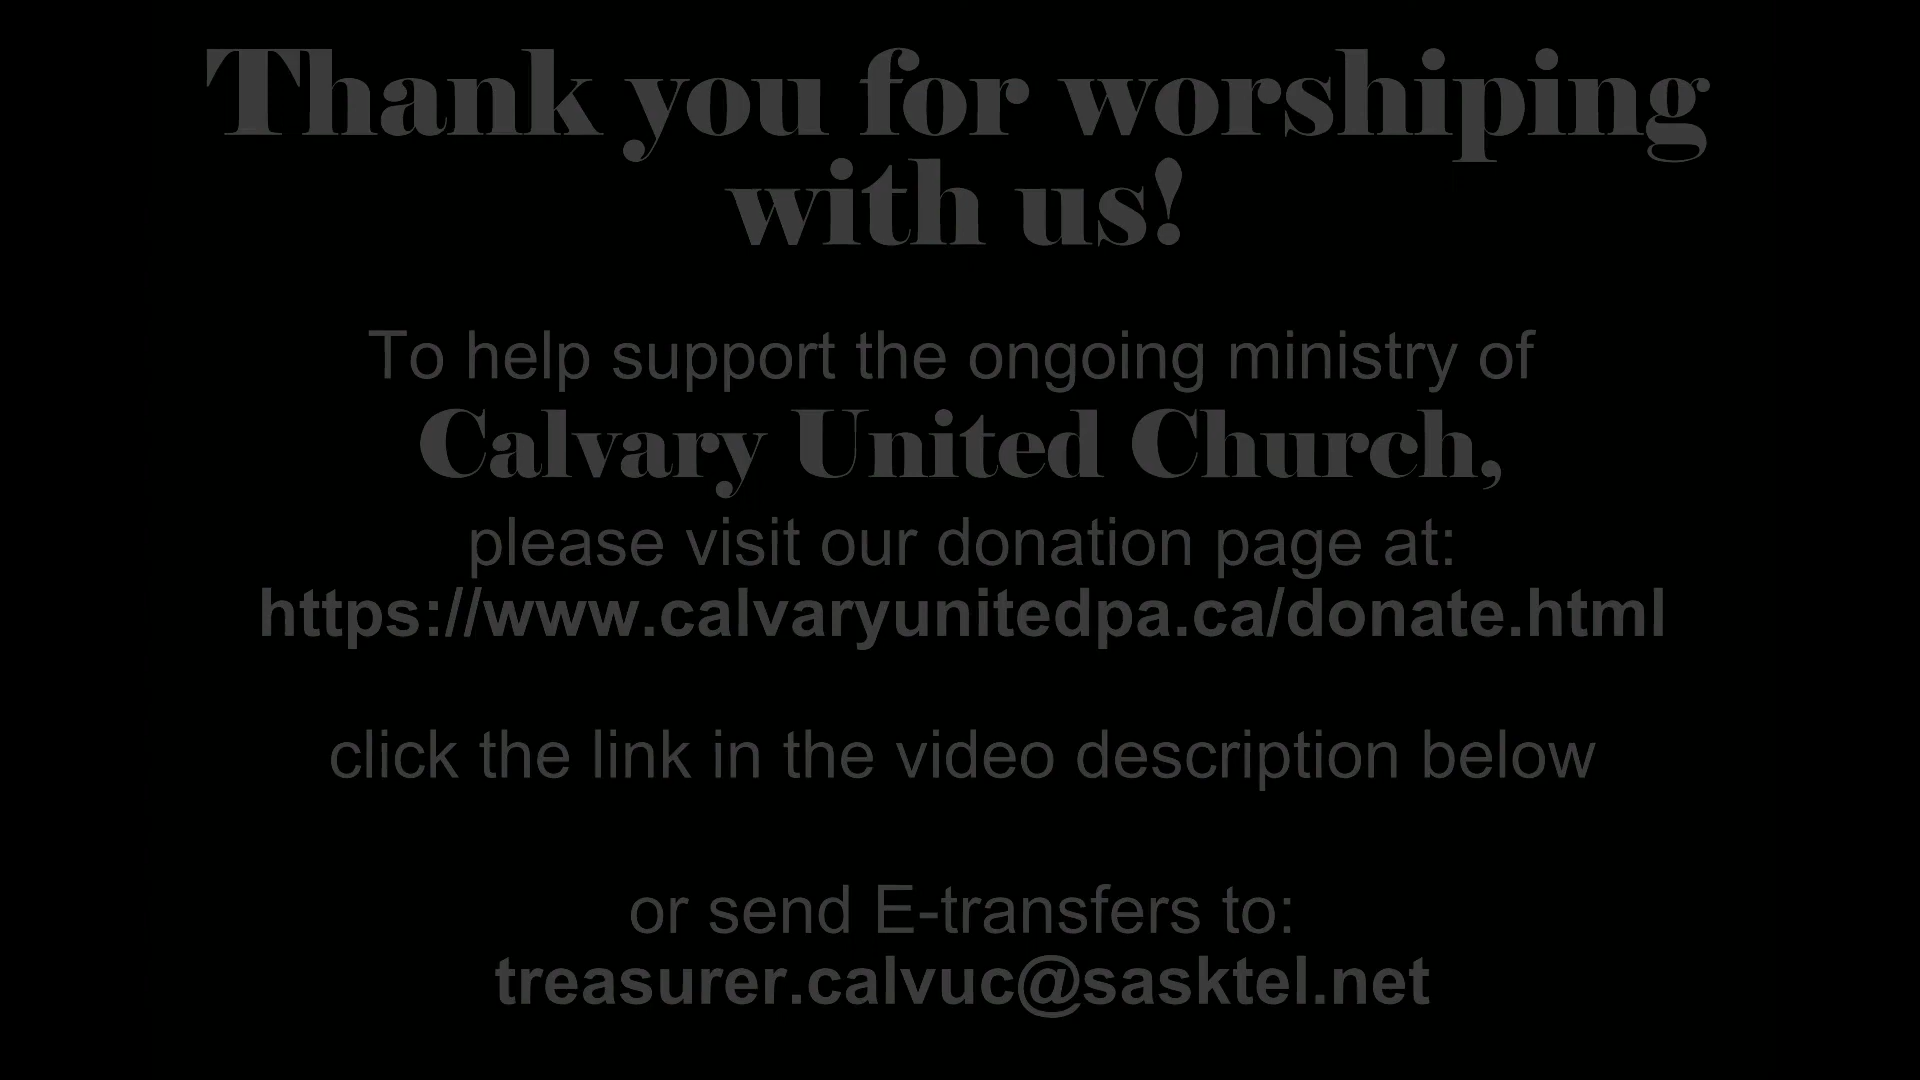 Thank you for worshiping
with us!
To help support the ongoing ministry of
Calvary United Church,
please visit our donation page at:
https://www.calvaryunitedpa.ca/donate.html
click the link in the video description below
or send E-transfers to:
treasurer.calvuc@sasktel.net